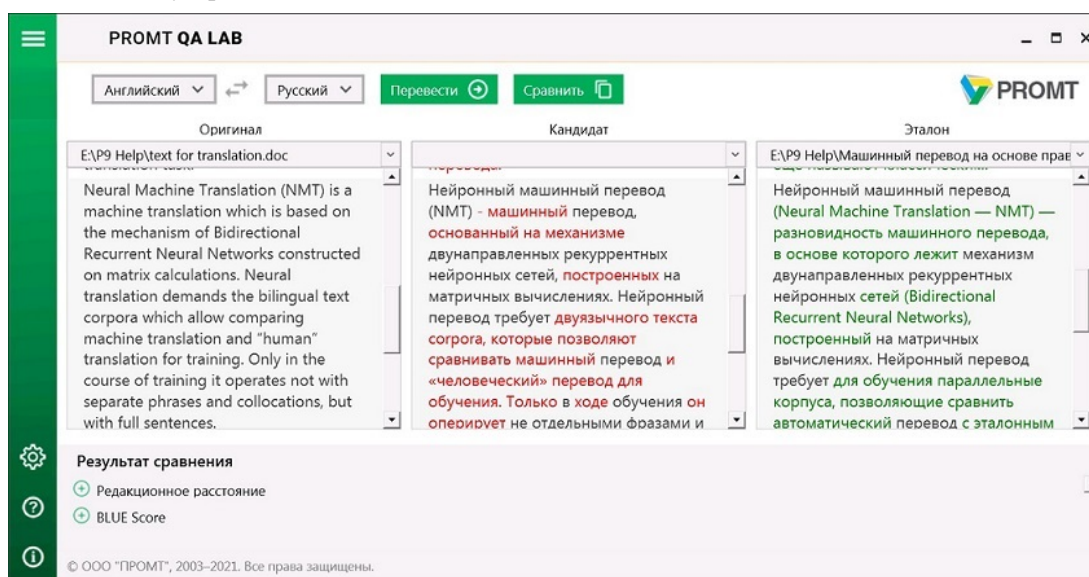 PROMT QA LAB
Английский
Русский
Перевести
Сравнить
PROMT
Оригинал
Кандидат
Эталон
E:\P9 Help\text for translation.doc
E:\P9 Help\Машинный перевод на основе прав
translation task.
Neural Machine Translation (NMT) is a
machine translation which is based on
the mechanism of Bidirectional
Recurrent Neural Networks constructed
on matrix calculations. Neural
translation demands the bilingual text
corpora which allow comparing
machine translation and “human”
translation for training. Only in the
course of training it operates not with
separate phrases and collocations, but
with full sentences.
перевода.
Нейронный машинный перевод
(NMT) - машинный перевод,
основанный на механизме
двунаправленных рекуррентных
нейронных сетей, построенных на
матричных вычислениях. Нейронный
перевод требует двуязычного текста
corpora, которые позволяют
сравнивать машинный перевод и
«человеческий» перевод для
обучения. Только в ходе обучения он
оперирует не отдельными фразами и
еще называют классическим.
Нейронный машинный перевод
(Neural Machine Translation — NMT) —
разновидность машинного перевода,
в основе которого лежит механизм
двунаправленных рекуррентных
нейронных сетей (Bidirectional
Recurrent Neural Networks),
построенный на матричных
вычислениях. Нейронный перевод
требует для обучения параллельные
корпуса, позволяющие сравнить
автоматический перевод с эталонным
Результат сравнения
Редакционное расстояние
BLUE Score
© ООО "ПРОМТ", 2003–2021. Все права защищены.